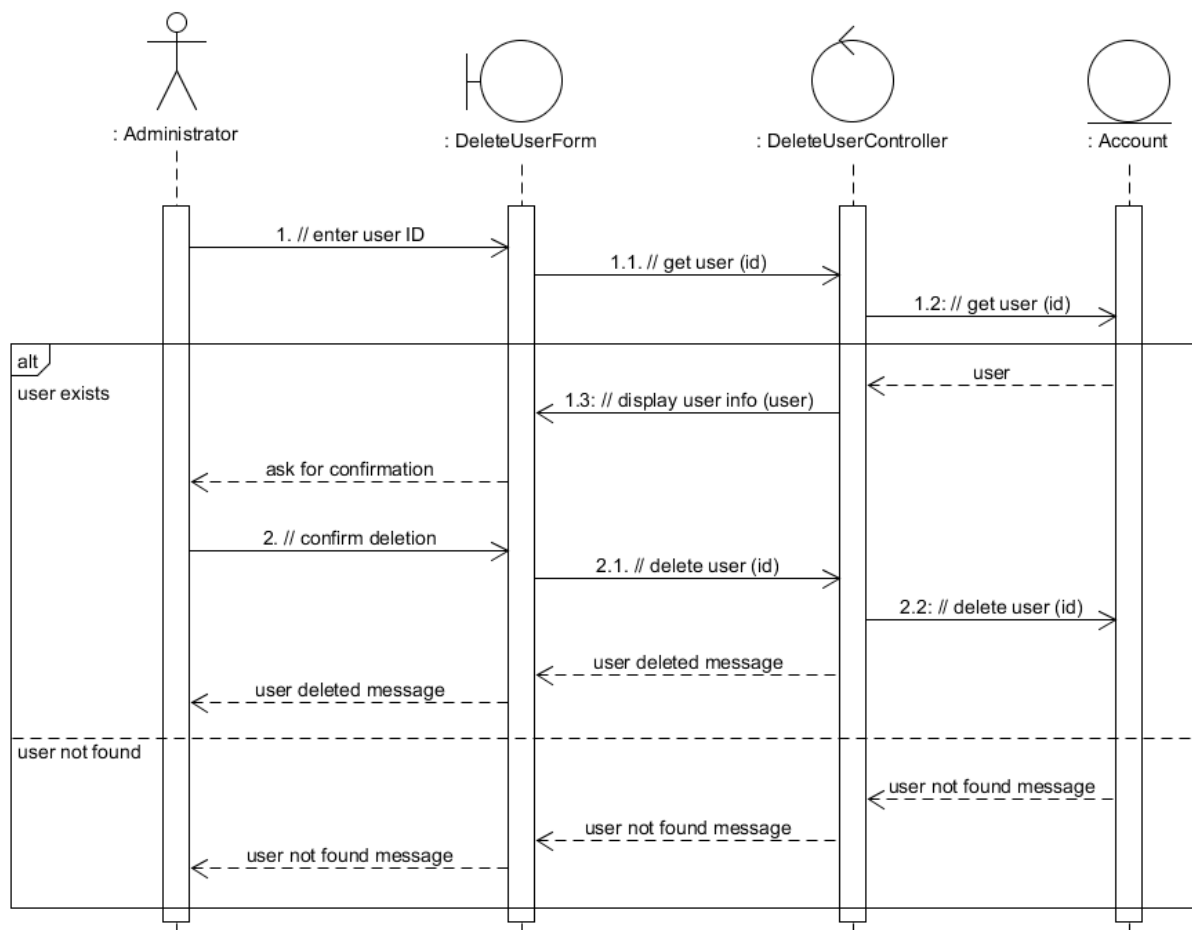 : Administrator
: DeleteUserForm
: DeleteUserController
: Account
1. // enter user ID
1.1. // get user (id)
1.2: // get user (id)
alt
user exists
user
1.3: // display user info (user)
ask for confirmation
2. // confirm deletion
2.1. // delete user (id)
2.2: // delete user (id)
user deleted message
user deleted message
user not found
user not found message
user not found message
user not found message